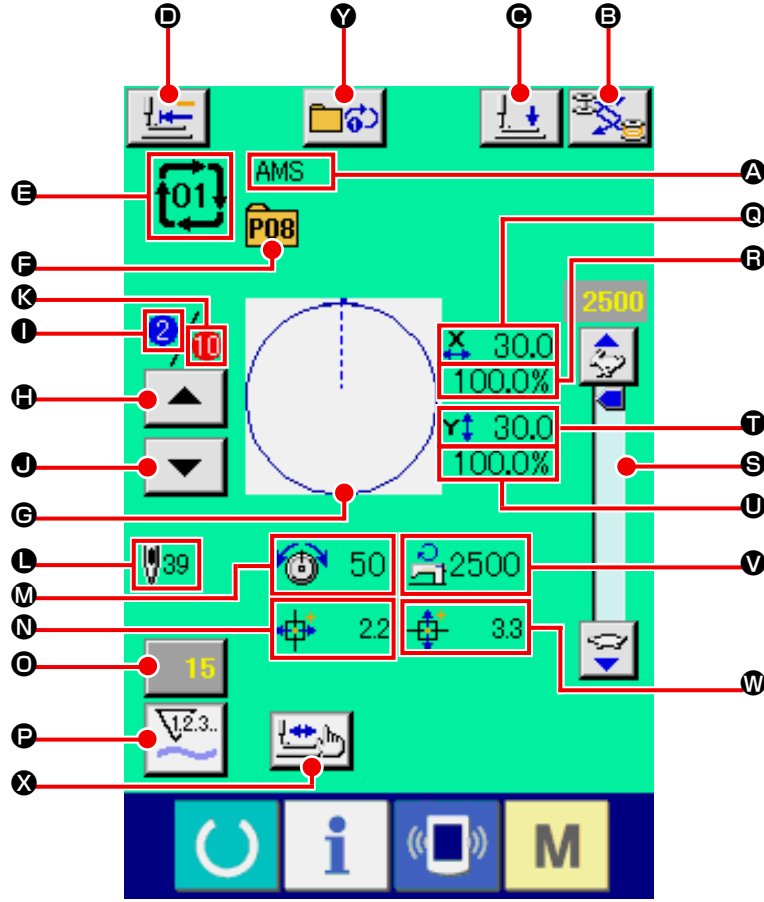 D Y C B
AMS A
E 01
Q
P08
F R
K 2500
I 2 / 10 X 30.0
/ 100.0%
H
Y 30.0 T
J 100.0% S
G U
L 39 50 2500 V
M
N 2.2 3.3
O 15 W
P 1.2.3..
X
i M